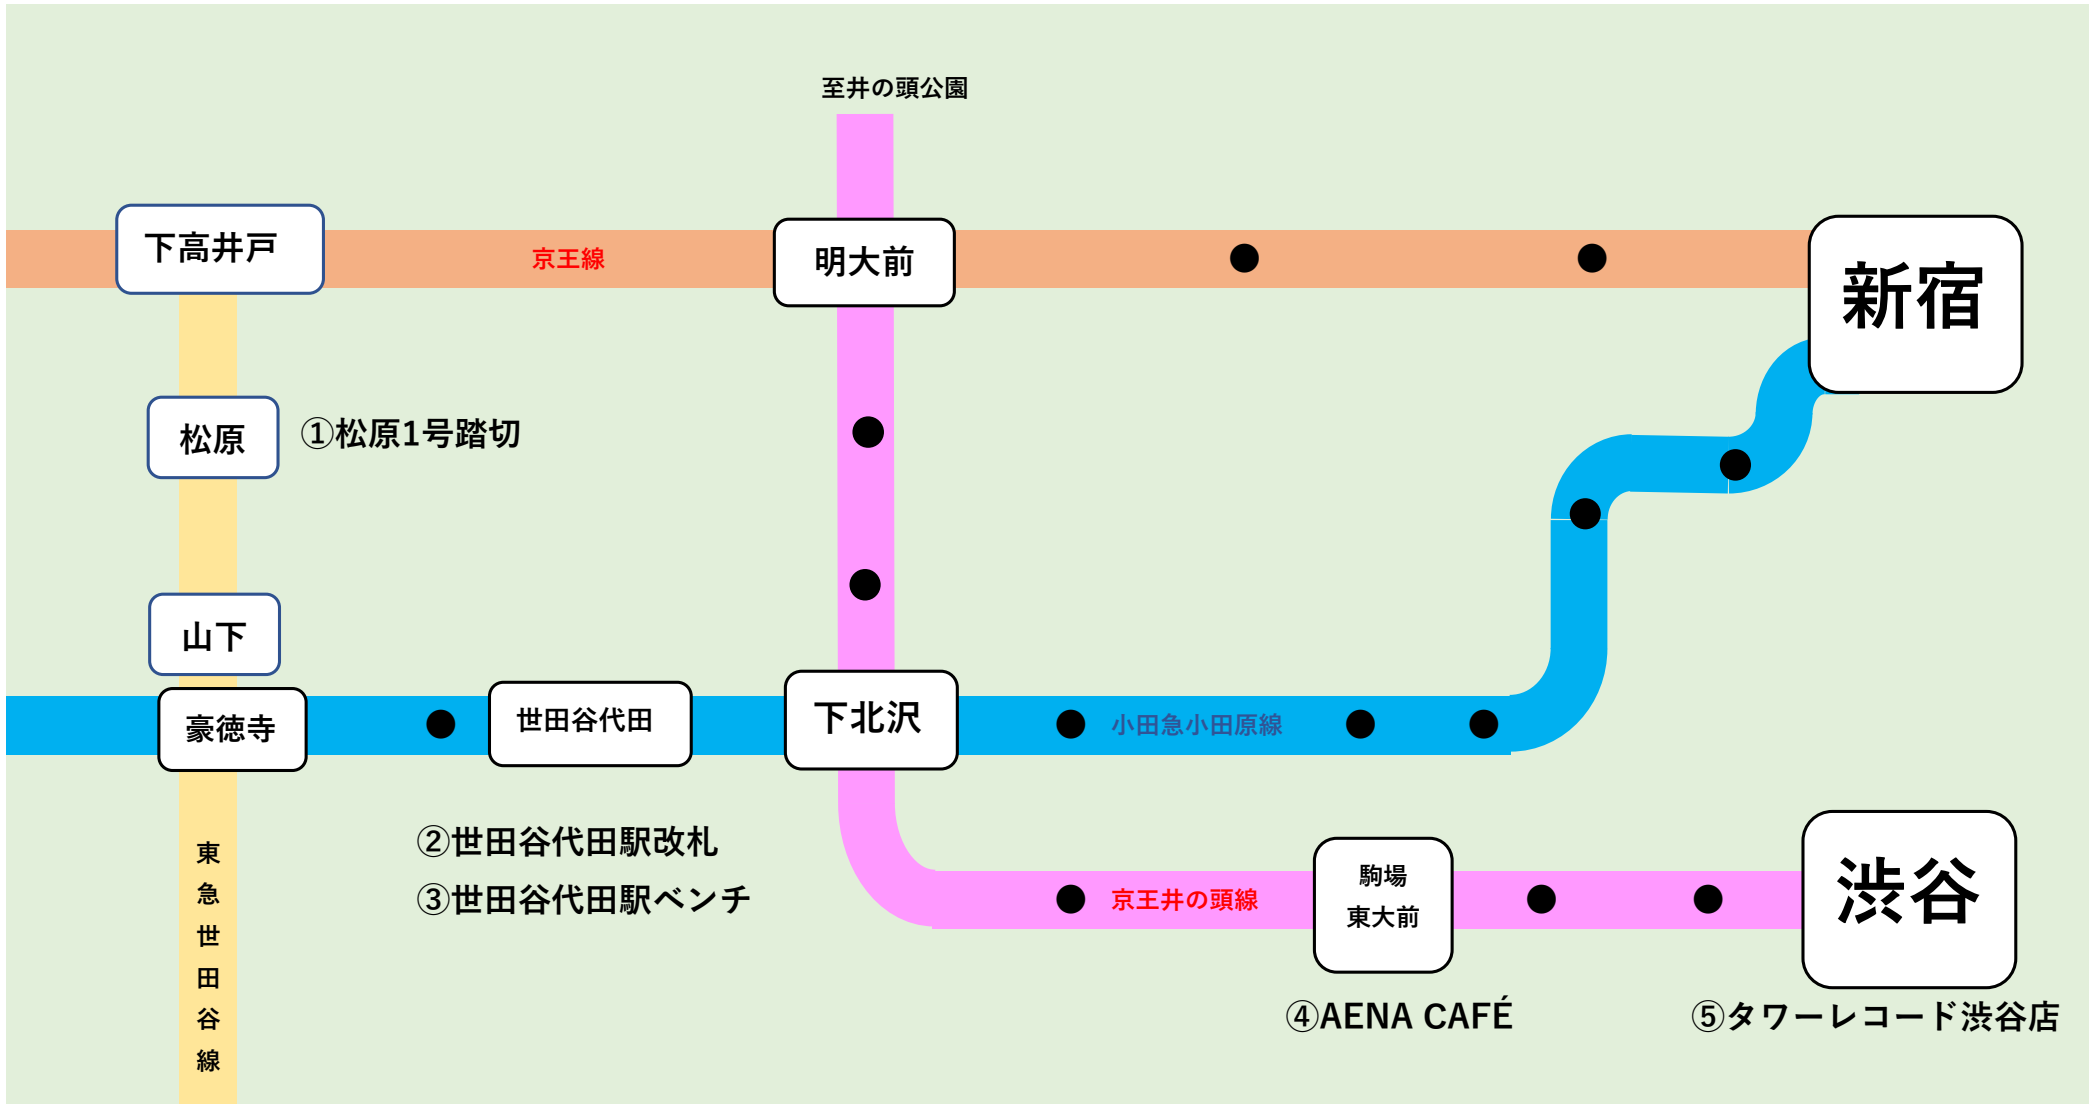 至井の頭公園
下高井戸
京王線
明大前
新宿
松原
①松原1号踏切
山下
豪徳寺
世田谷代田
下北沢
小田急小田原線
東急世田谷線
②世田谷代田駅改札
③世田谷代田駅ベンチ
京王井の頭線
駒場
東大前
渋谷
④AENA CAFÉ
⑤タワーレコード渋谷店